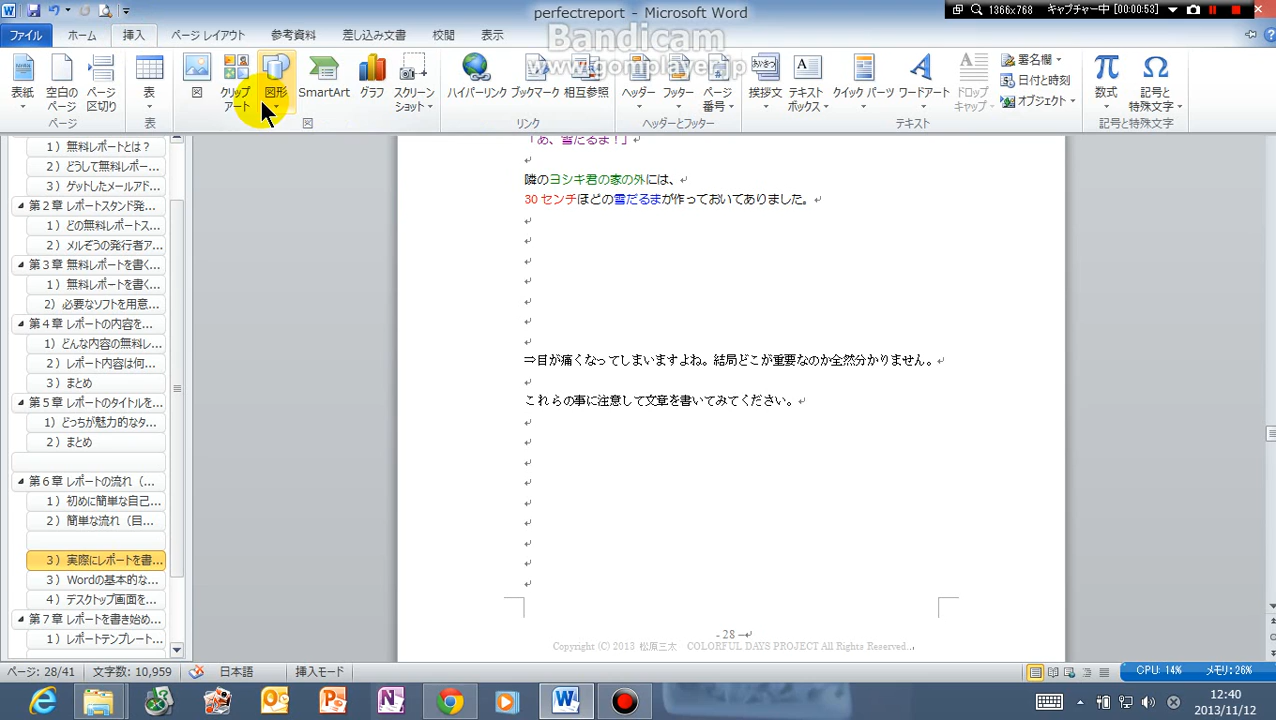 perfectreport - Microsoft Word
1366x768 キャプチャー中 [00:00:53]
Bandicam
www.gomplayer.jp
ファイル ホーム 挿入 ページ レイアウト 参考資料 差し込み文書 校閲 表示
表紙 空白の ページ ページ 区切り 表 図 クリップ アート 図形 SmartArt グラフ スクリーン ショット ハイパーリンク ブックマーク 相互参照 ヘッダー フッター ページ 番号 挨拶文 テキスト ボックス クイック パーツ ワードアート ドロップ キャップ 署名欄 日付と時刻 オブジェクト 数式 記号と 特殊文字
ページ 表 図 リンク ヘッダーとフッター テキスト 記号と特殊文字
1）無料レポートとは？
2）どうして無料レポー...
3）ゲットしたメールアド...
第２章 レポートスタンド発...
1）どの無料レポートス...
2）メルぞうの発行者ア...
第３章 無料レポートを書く...
1）無料レポートを書く...
2）必要なソフトを用意...
第４章 レポートの内容を...
1）どんな内容の無料レ...
2）レポート内容は何...
3）まとめ
第５章 レポートのタイトルを...
1）どっちが魅力的なタ...
2）まとめ
第６章 レポートの流れ（...
1）初めに簡単な自己...
2）簡単な流れ（目...
3）実際にレポートを書...
3）Wordの基本的な...
4）デスクトップ画面を...
第７章 レポートを書き始め...
1）レポートテンプレート...
「あ、雪だるま！」
隣のヨシキ君の家の外には、
30 センチほどの雪だるまが作っておいてありました。
⇒目が痛くなってしまいますよね。結局どこが重要なのか全然分かりません。
これらの事に注意して文章を書いてみてください。
- 28 -
Copyright (C) 2013 松原三太 COLORFUL DAYS PROJECT All Rights Reserved.
ページ: 28/41 文字数: 10,959 日本語 挿入モード
CPU: 14% メモリ:26%
12:40
2013/11/12